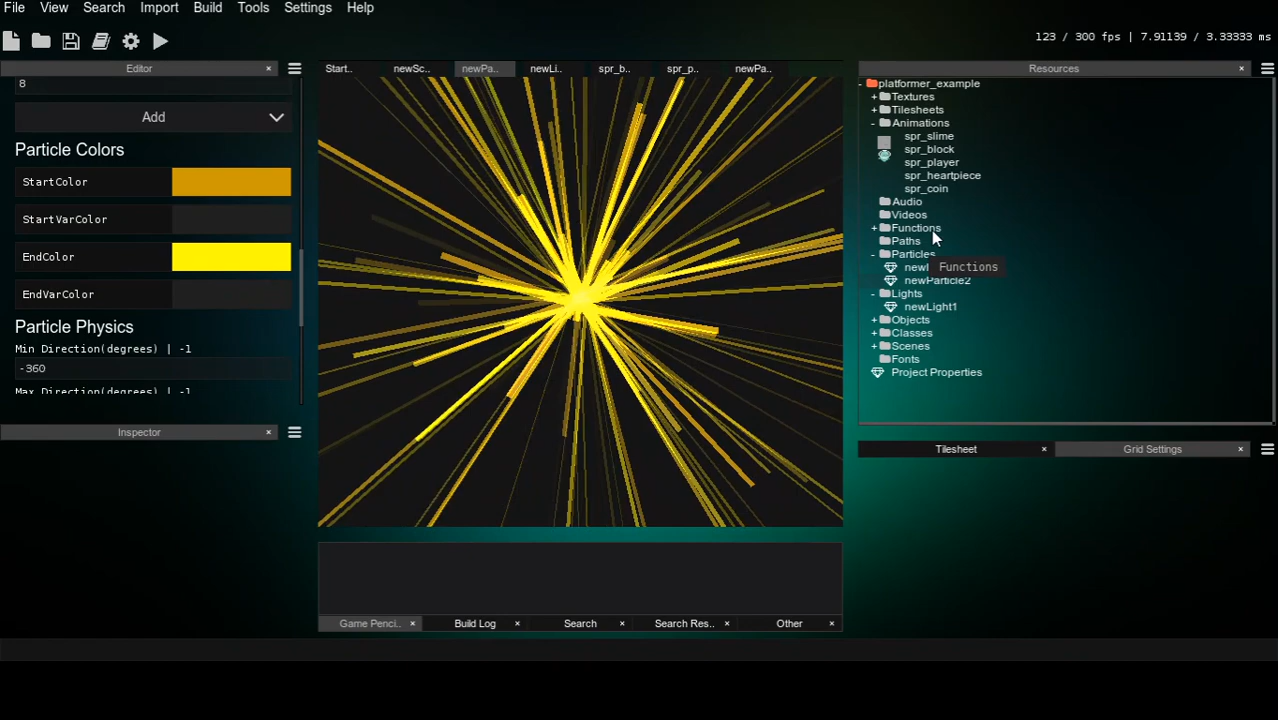 File View Search Import Build Tools Settings Help
123 / 300 fps | 7.91139 / 3.33333 ms
Editor ×
8
Add
Particle Colors
StartColor
StartVarColor
EndColor
EndVarColor
Particle Physics
Min Direction(degrees) | -1
-360
Max Direction(degrees) | -1
Inspector ×
Start.. newSc.. newPa.. newLi.. spr_b.. spr_p.. newPa..
Game Penci.. × Build Log × Search × Search Res.. × Other ×
Resources ×
- platformer_example
+ Textures
+ Tilesheets
- Animations
spr_slime
spr_block
spr_player
spr_heartpiece
spr_coin
Audio
Videos
+ Functions
Paths
- Particles
Functions
newParticle2
- Lights
newLight1
+ Objects
+ Classes
+ Scenes
Fonts
Project Properties
Tilesheet × Grid Settings ×